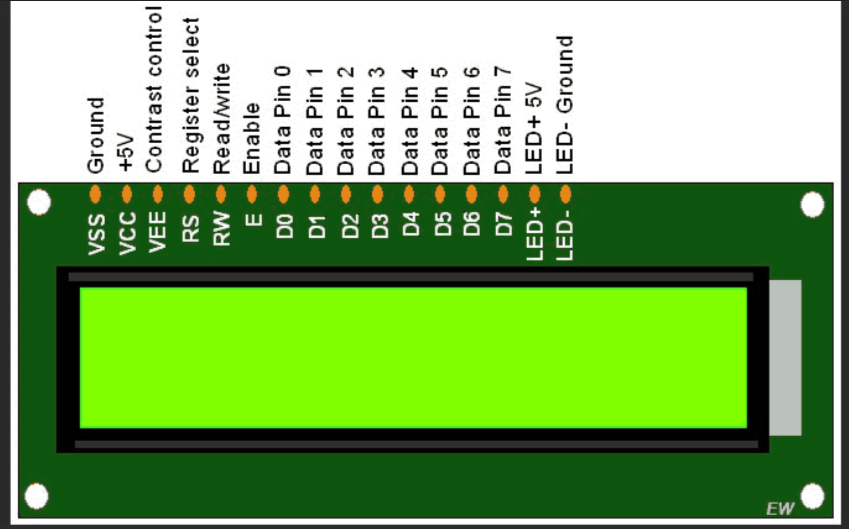 Ground
+5V
Contrast control
Register select
Read/write
Enable
Data Pin 0
Data Pin 1
Data Pin 2
Data Pin 3
Data Pin 4
Data Pin 5
Data Pin 6
Data Pin 7
LED+ 5V
LED- Ground
VSS
VCC
VEE
RS
RW
E
D0
D1
D2
D3
D4
D5
D6
D7
LED+
LED-
EW